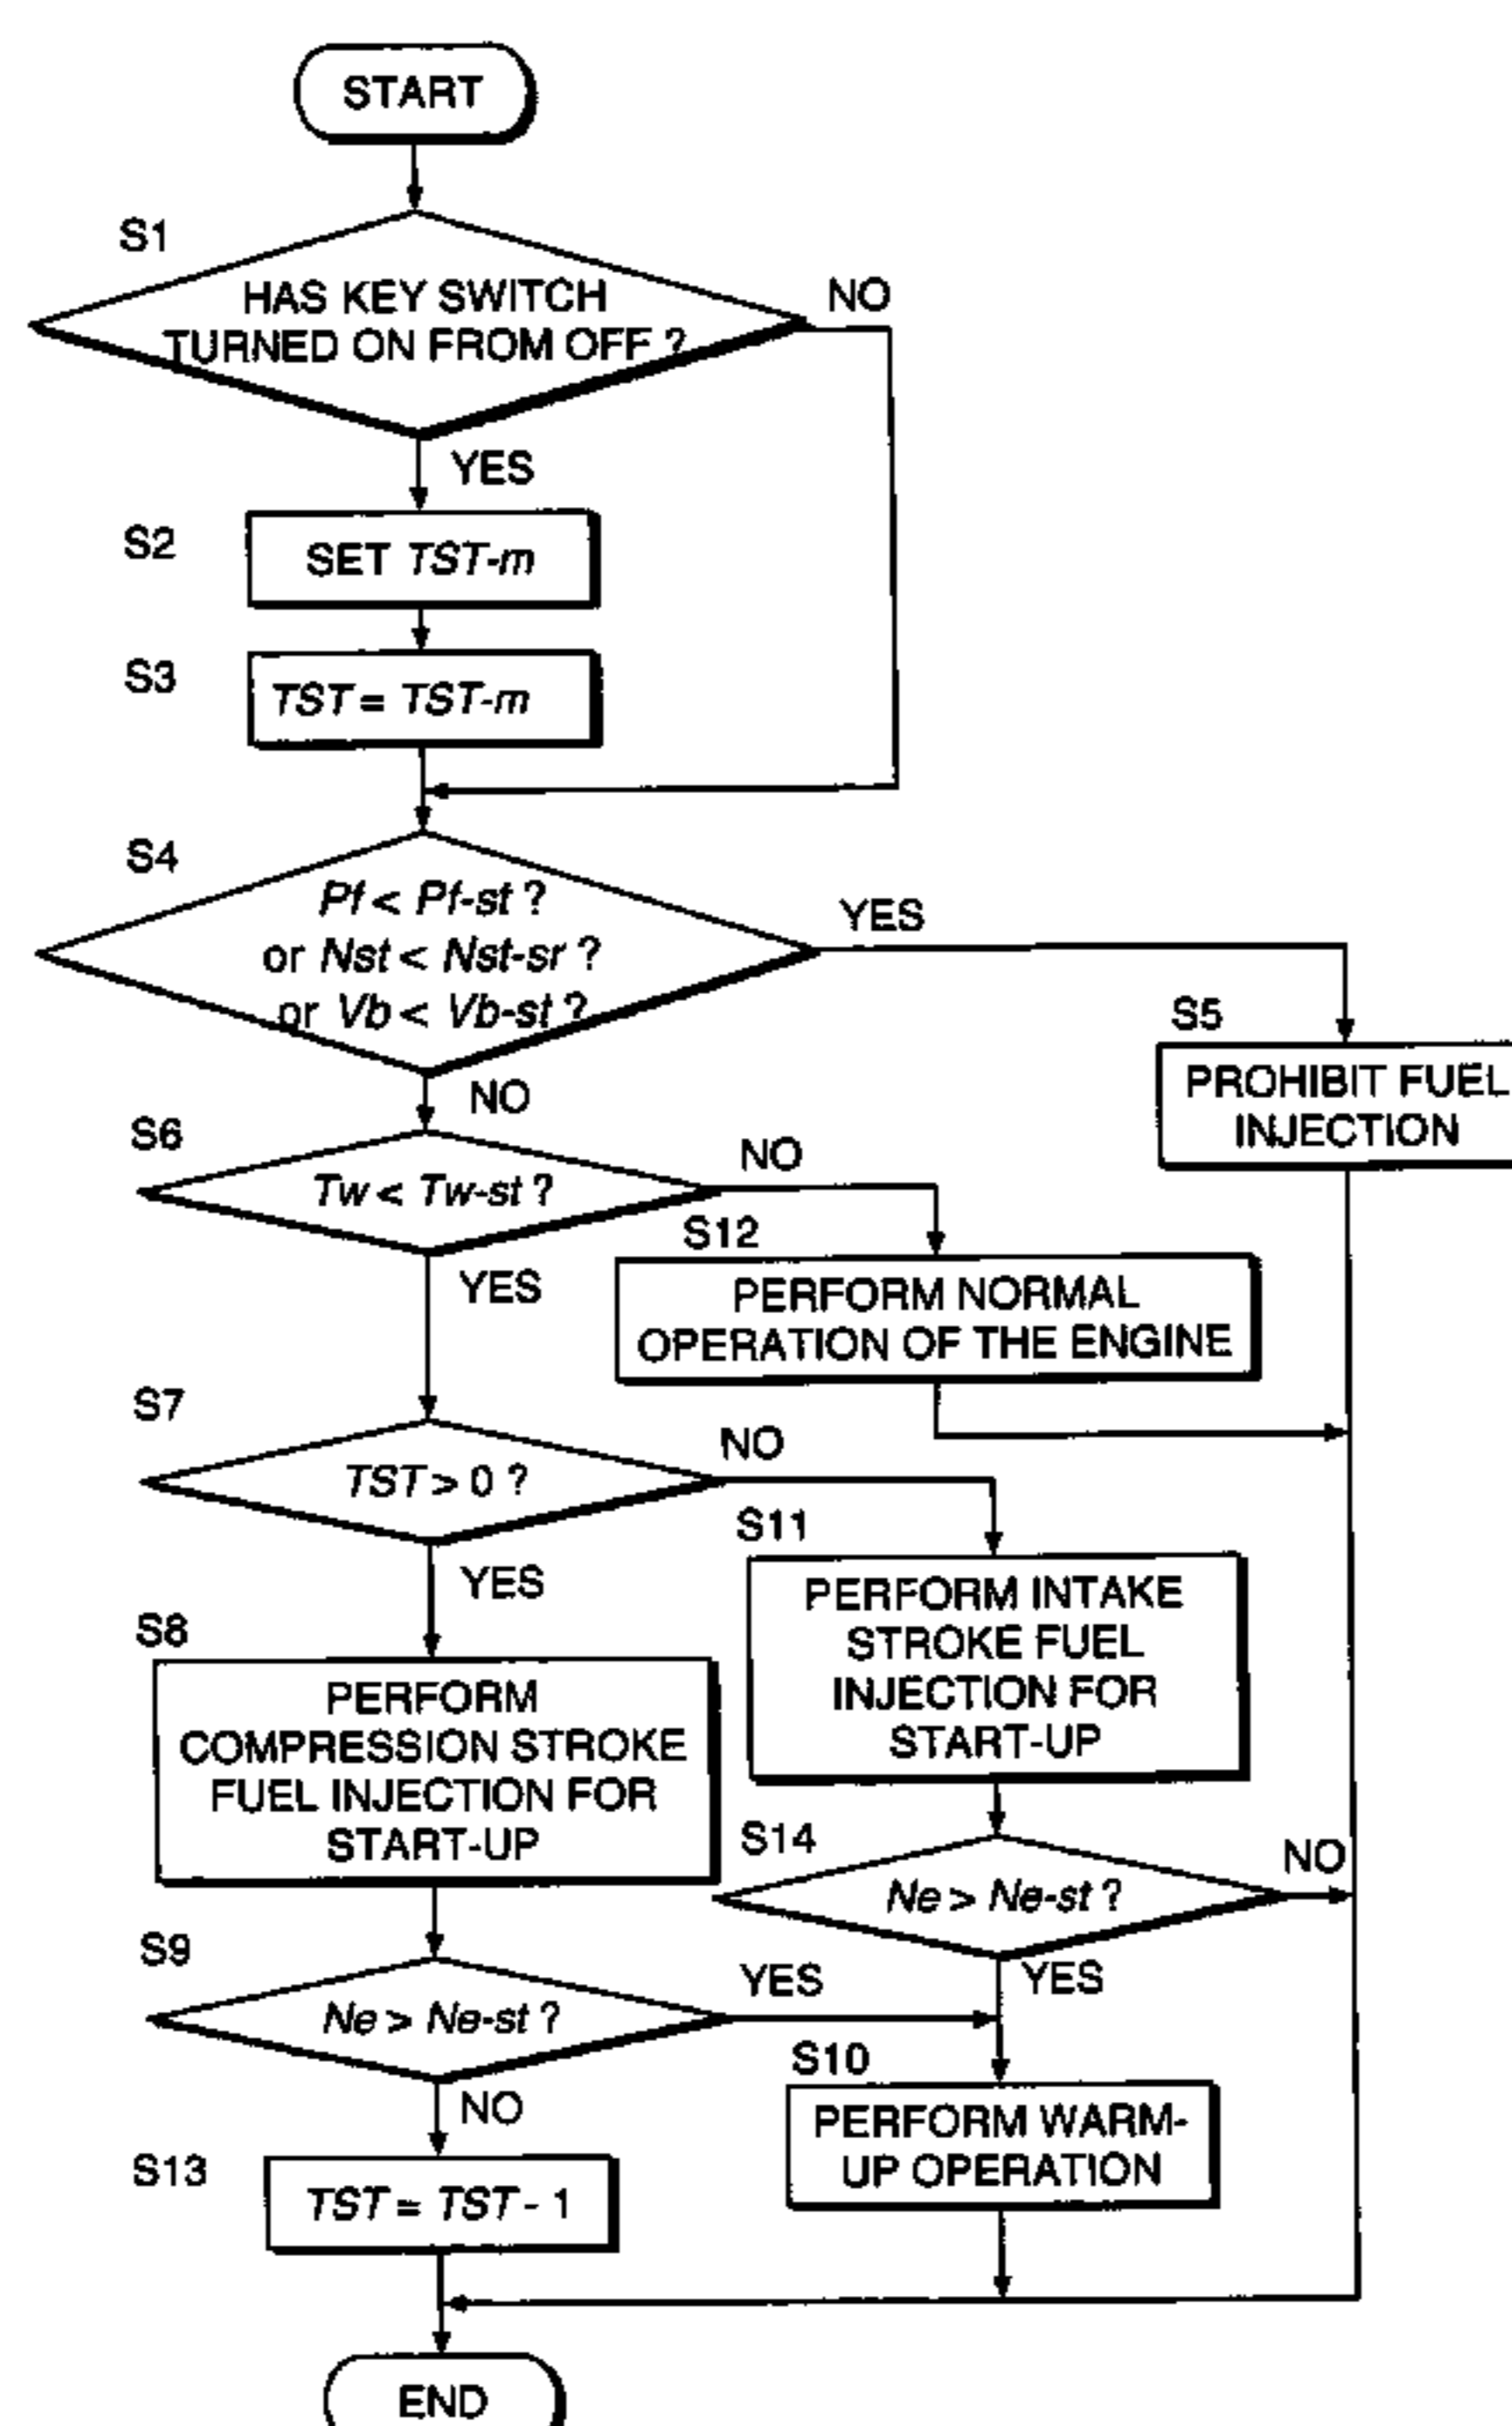 START
S1
HAS KEY SWITCH
TURNED ON FROM OFF ?
NO
YES
S2
SET TST-m
S3
TST = TST-m
S4
Pf < Pf-st ?
or Nst < Nst-sr ?
or Vb < Vb-st ?
YES
S5
PROHIBIT FUEL
INJECTION
NO
S6
Tw < Tw-st ?
NO
S12
PERFORM NORMAL
OPERATION OF THE ENGINE
YES
S7
TST > 0 ?
NO
S11
PERFORM INTAKE
STROKE FUEL
INJECTION FOR
START-UP
YES
S8
PERFORM
COMPRESSION STROKE
FUEL INJECTION FOR
START-UP
S14
Ne > Ne-st ?
NO
YES
S9
Ne > Ne-st ?
YES
S10
PERFORM WARM-
UP OPERATION
NO
S13
TST = TST - 1
END